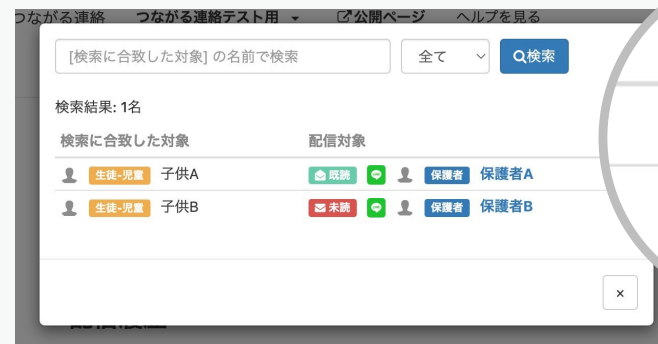 つながる連絡 つながる連絡テスト用 公開ページ ヘルプを見る
[検索に合致した対象] の名前で検索 全て 検索
検索結果: 1名
検索に合致した対象 配信対象
生徒-児童 子供A 既読 保護者 保護者A
生徒-児童 子供B 未読 保護者 保護者B
×